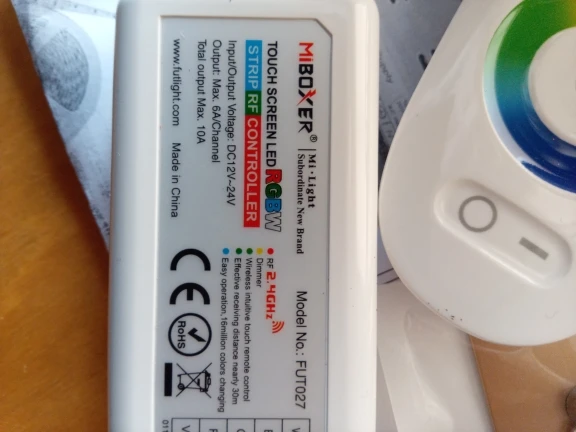 MiBOXER®
Mi·Light
Subordinate New Brand
Model No.: FUT027
TOUCH SCREEN LED RGBW
STRIP RF CONTROLLER
Input/Output Voltage: DC12V~24V
Output: Max. 6A/Channel
Total output Max. 10A
www.futlight.com Made in China
RF 2.4GHz
Dimmer
Wireless intuitive touch remote control
Effective receiving distance nearly 30m
Easy operation, 16million colors changing
CE
RoHS